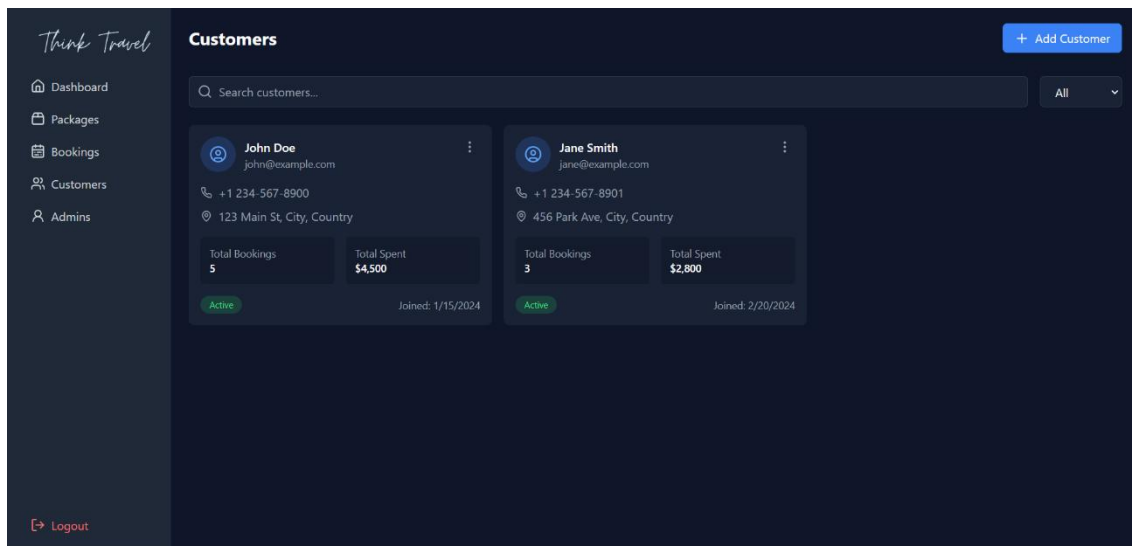 Think Travel
Dashboard
Packages
Bookings
Customers
Admins
Logout
Customers
+ Add Customer
Search customers...
All
John Doe
john@example.com
+1 234-567-8900
123 Main St, City, Country
Total Bookings
5
Total Spent
$4,500
Active
Joined: 1/15/2024
Jane Smith
jane@example.com
+1 234-567-8901
456 Park Ave, City, Country
Total Bookings
3
Total Spent
$2,800
Active
Joined: 2/20/2024